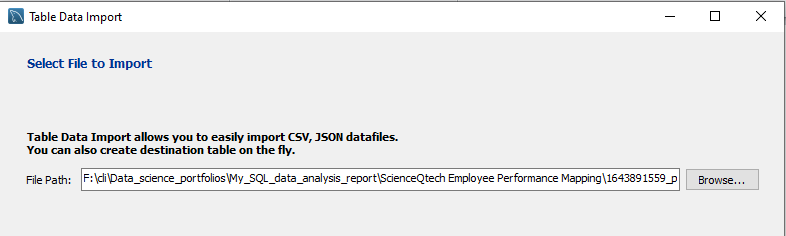 Table Data Import
Select File to Import
Table Data Import allows you to easily import CSV, JSON datafiles.
You can also create destination table on the fly.
File Path: F:\cli\Data_science_portfolios\My_SQL_data_analysis_report\ScienceQtech Employee Performance Mapping\1643891559_p Browse...